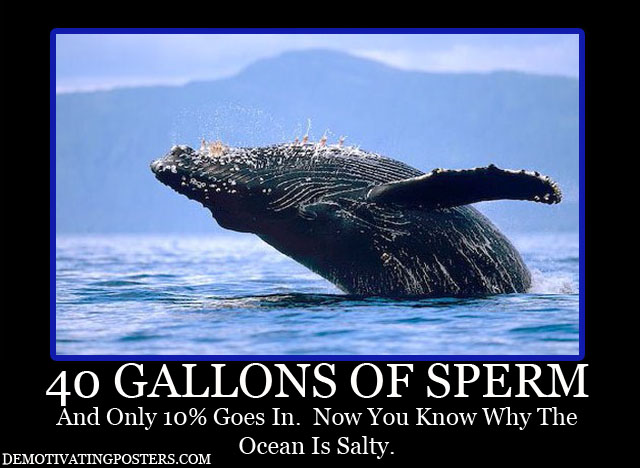 40 GALLONS OF SPERM
And Only 10% Goes In.  Now You Know Why The
Ocean Is Salty.
DEMOTIVATINGPOSTERS.COM